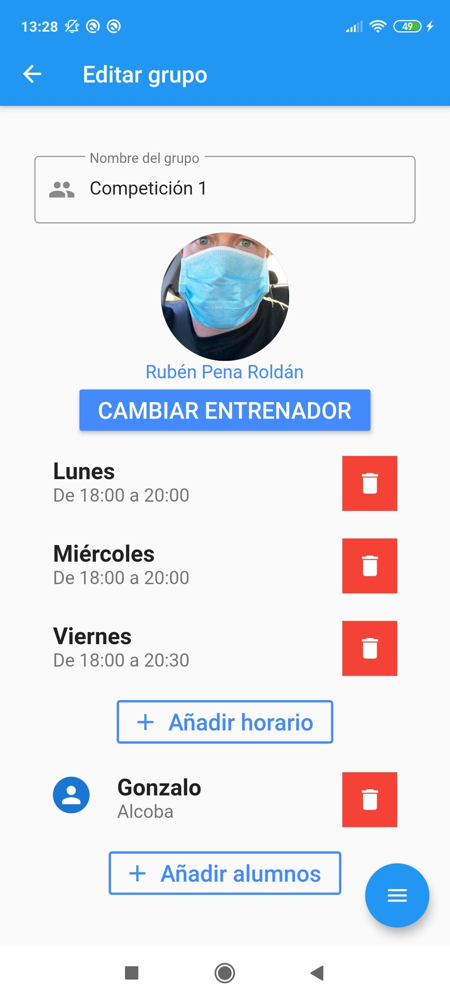 13:28
49
Editar grupo
Nombre del grupo
Competición 1
Rubén Pena Roldán
CAMBIAR ENTRENADOR
Lunes
De 18:00 a 20:00
Miércoles
De 18:00 a 20:00
Viernes
De 18:00 a 20:30
+ Añadir horario
Gonzalo
Alcoba
+ Añadir alumnos